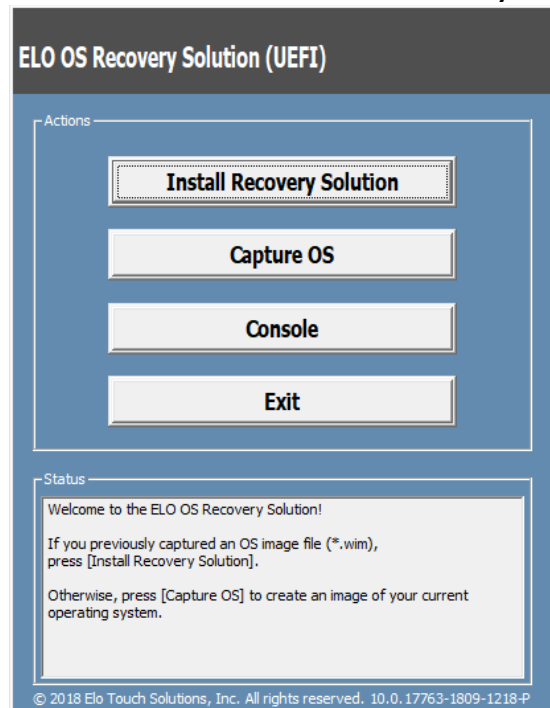 ELO OS Recovery Solution (UEFI)
Actions
Install Recovery Solution
Capture OS
Console
Exit
Status
Welcome to the ELO OS Recovery Solution!
If you previously captured an OS image file (*.wim),
press [Install Recovery Solution].
Otherwise, press [Capture OS] to create an image of your current
operating system.
© 2018 Elo Touch Solutions, Inc. All rights reserved. 10.0.17763-1809-1218-P